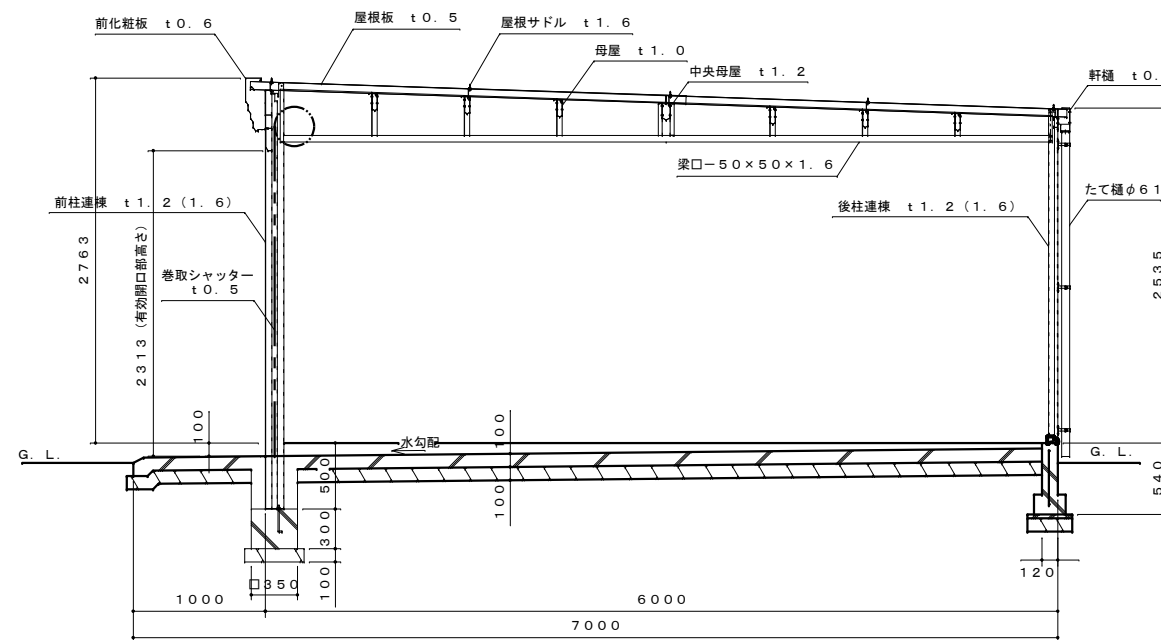 前化粧板 t0.6
屋根板 t0.5
屋根サドル t1.6
母屋 t1.0
中央母屋 t1.2
軒樋 t0.
梁口-50×50×1.6
前柱連棟 t1.2(1.6)
後柱連棟 t1.2(1.6)
たて樋φ61
2763
2313(有効開口部高さ)
巻取シャッター
t0.5
2535
100
水勾配
100
G.L.
G.L.
500
100
540
300
100
□350
120
1000
6000
7000